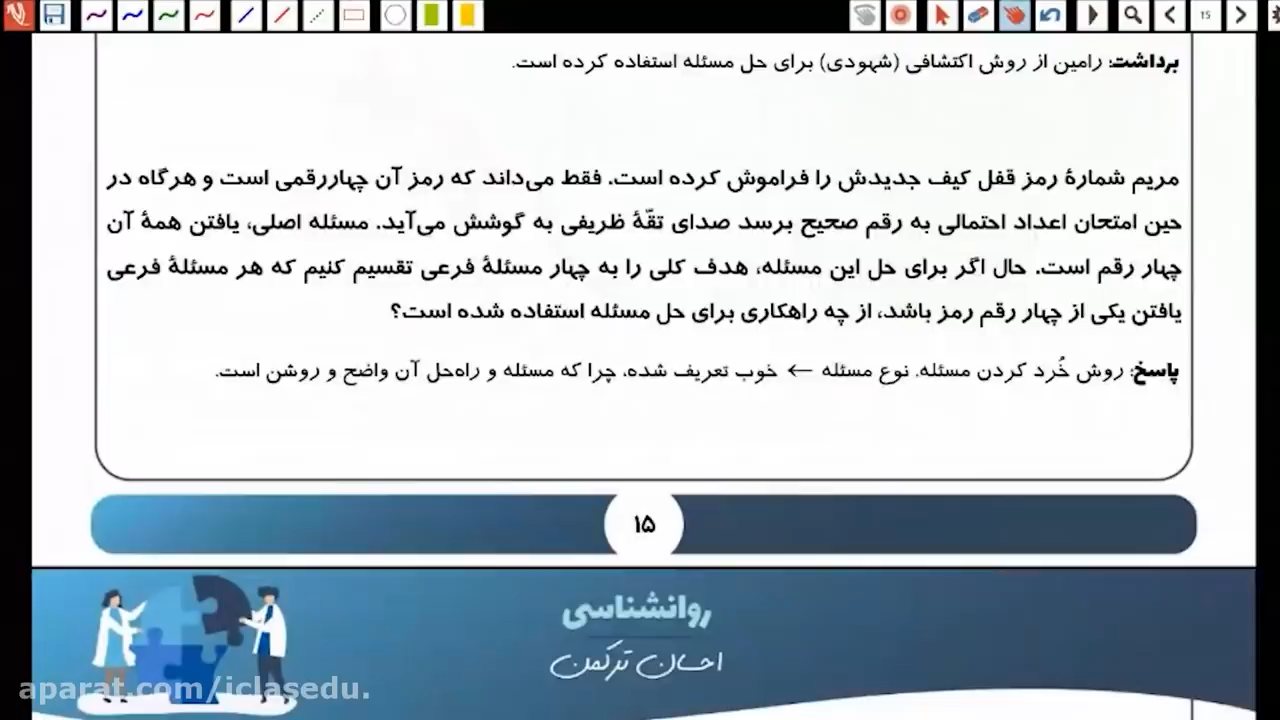 15
برداشت: رامین از روش اکتشافی (شهودی) برای حل مسئله استفاده کرده است.
مریم شمارهٔ رمز قفل کیف جدیدش را فراموش کرده است. فقط می‌داند که رمز آن چهاررقمی است و هرگاه در
حین امتحان اعداد احتمالی به رقم صحیح برسد صدای تقّهٔ ظریفی به گوشش می‌آید. مسئله اصلی، یافتن همهٔ آن
چهار رقم است. حال اگر برای حل این مسئله، هدف کلی را به چهار مسئلهٔ فرعی تقسیم کنیم که هر مسئلهٔ فرعی
یافتن یکی از چهار رقم رمز باشد، از چه راهکاری برای حل مسئله استفاده شده است؟
پاسخ: روش خُرد کردن مسئله. نوع مسئله ← خوب تعریف شده، چرا که مسئله و راه‌حل آن واضح و روشن است.
۱۵
روانشناسی
احسان ترکمن
aparat.com/iclasedu.